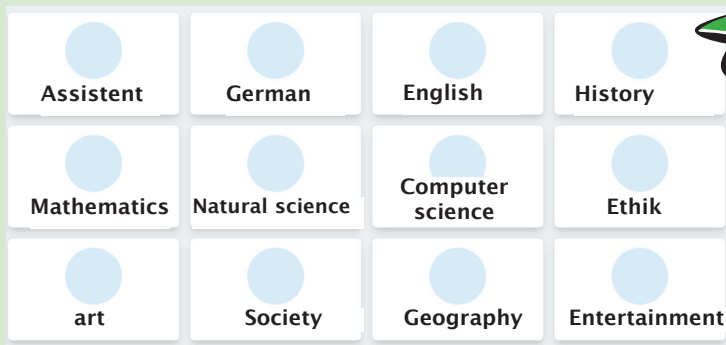 Assistent
German
English
History
Mathematics
Natural science
Computer
science
Ethik
art
Society
Geography
Entertainment